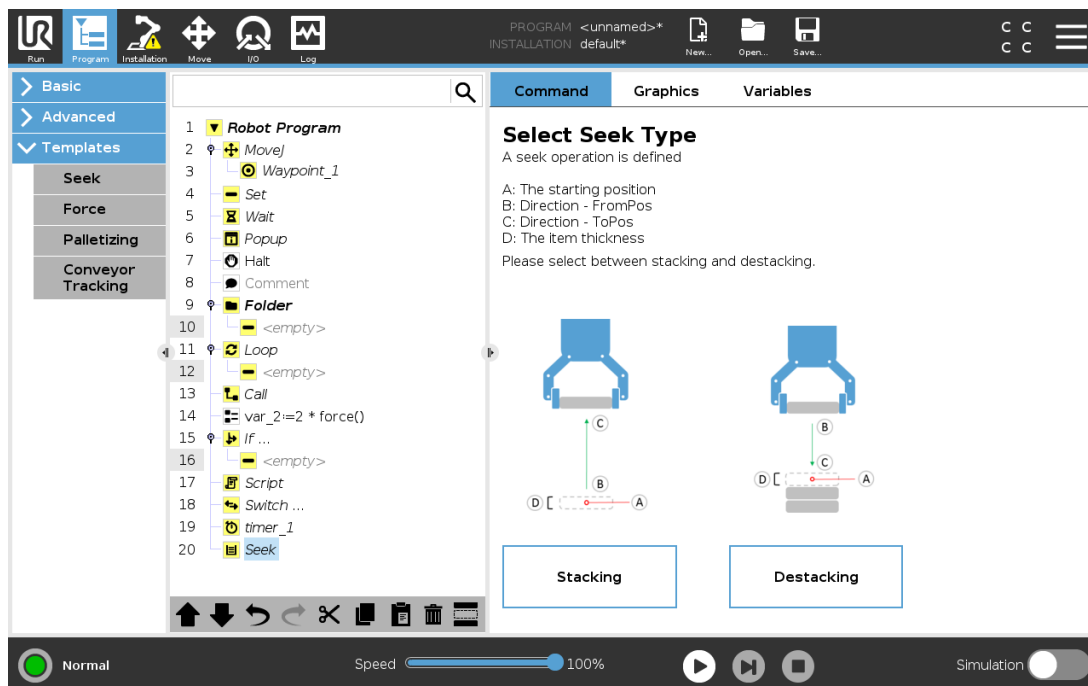 UR
PROGRAM <unnamed>*
INSTALLATION default*
C C
C C
Run Program Installation Move I/O Log New... Open... Save...
Basic
Advanced
Templates
Seek
Force
Palletizing
Conveyor
Tracking
1 Robot Program
2 MoveJ
3 Waypoint_1
4 Set
5 Wait
6 Popup
7 Halt
8 Comment
9 Folder
10 <empty>
11 Loop
12 <empty>
13 Call
14 var_2:=2 * force()
15 If ...
16 <empty>
17 Script
18 Switch ...
19 timer_1
20 Seek
Command Graphics Variables
Select Seek Type
A seek operation is defined
A: The starting position
B: Direction - FromPos
C: Direction - ToPos
D: The item thickness
Please select between stacking and destacking.
C
B
D A
B
C
D A
Stacking Destacking
Normal Speed 100% Simulation